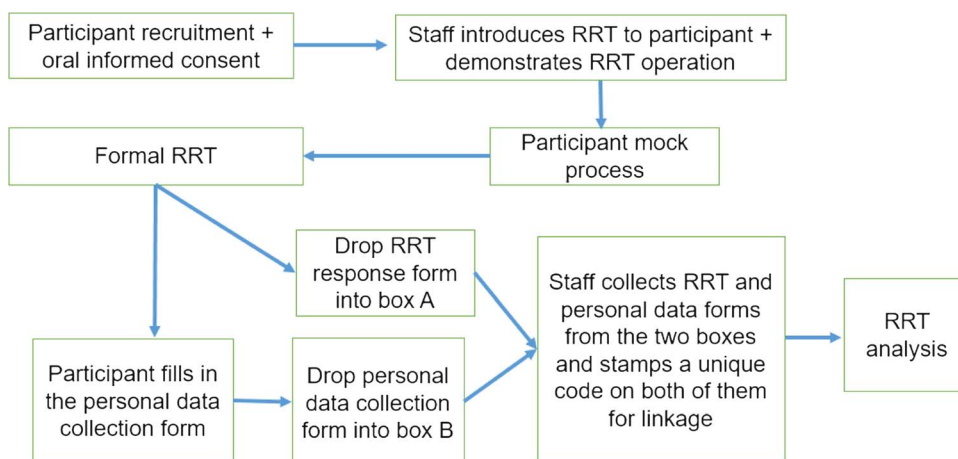 Participant recruitment +
oral informed consent
Staff introduces RRT to participant +
demonstrates RRT operation
Participant mock
process
Formal RRT
Drop RRT
response form
into box A
Participant fills in
the personal data
collection form
Drop personal
data collection
form into box B
Staff collects RRT and
personal data forms
from the two boxes
and stamps a unique
code on both of them
for linkage
RRT
analysis